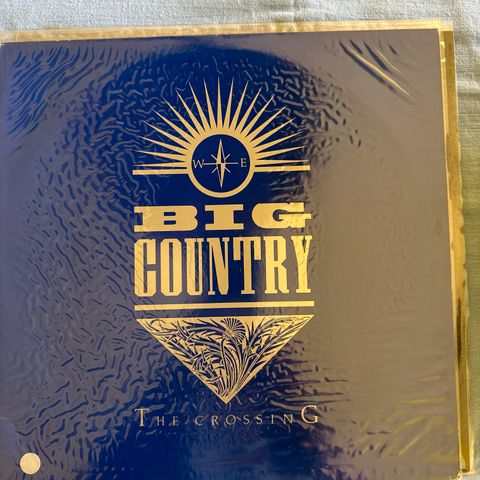 W E
BIG
COUNTRY
THE CROSSING